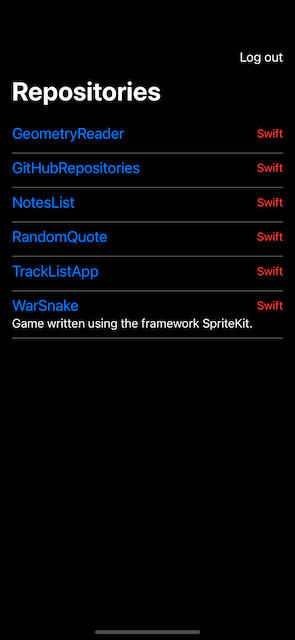 Log out
Repositories
GeometryReader Swift
GitHubRepositories Swift
NotesList Swift
RandomQuote Swift
TrackListApp Swift
WarSnake Swift
Game written using the framework SpriteKit.